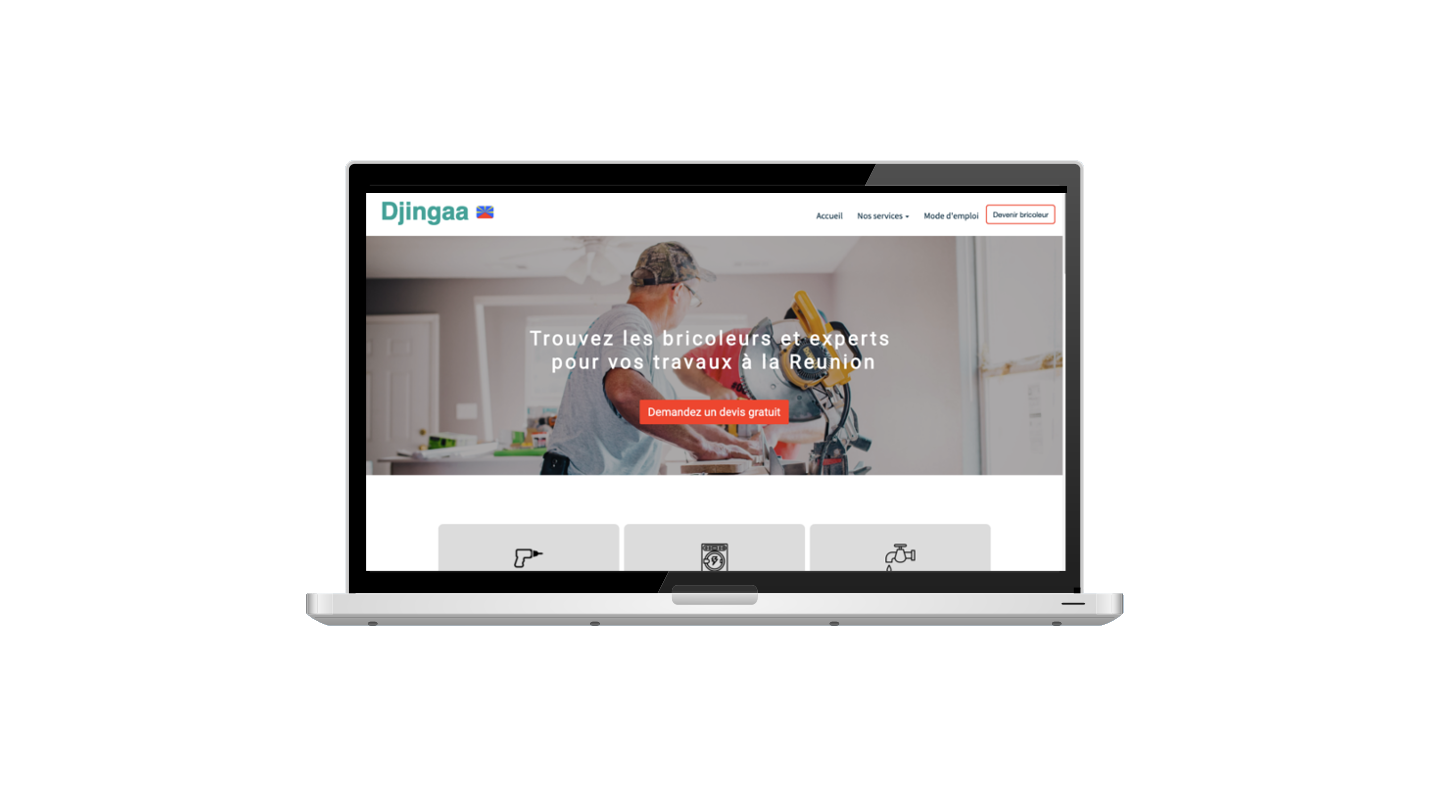 Djingaa
Accueil Nos services Mode d'emploi Devenir bricoleur
Trouvez les bricoleurs et experts
pour vos travaux à la Reunion
Demandez un devis gratuit